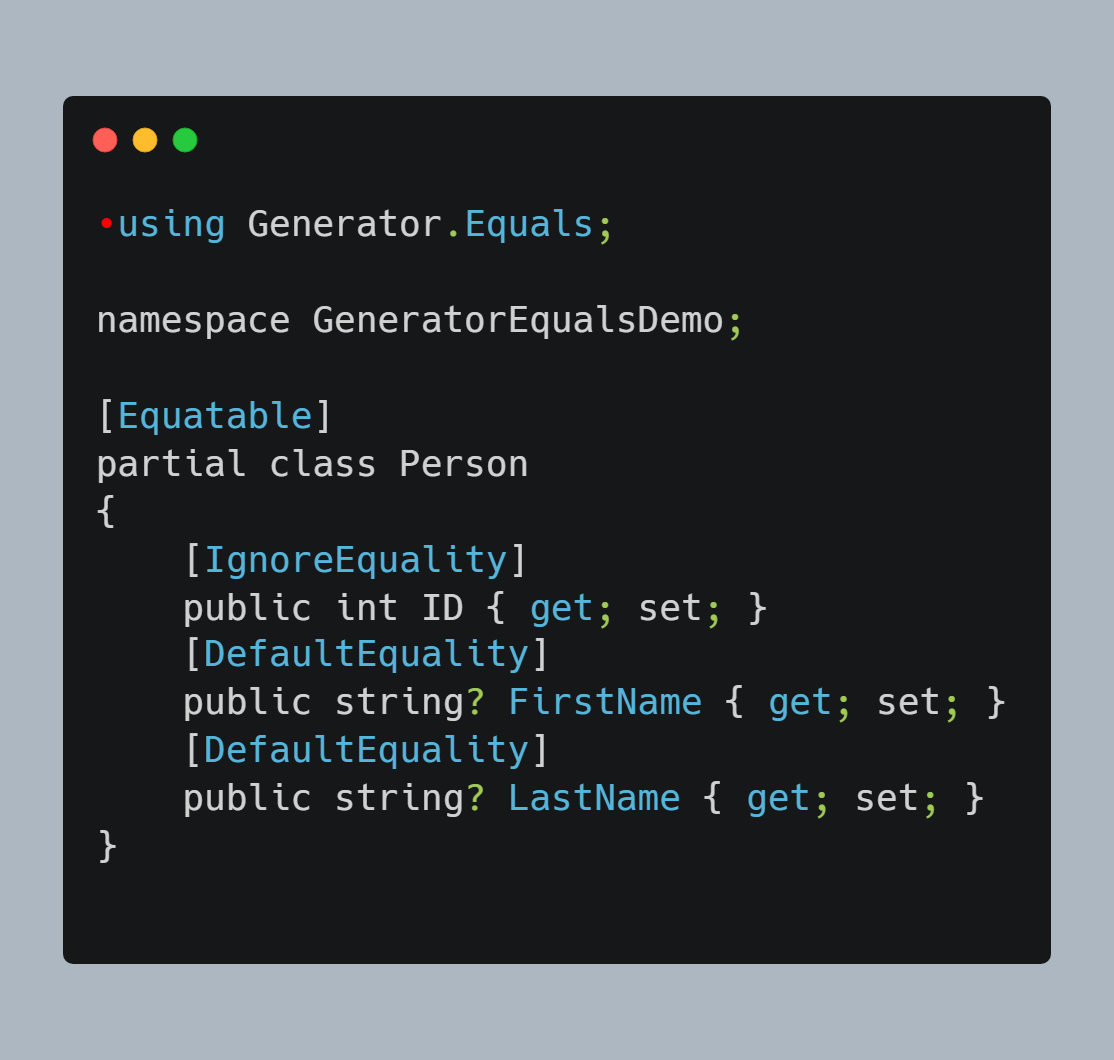 •using Generator.Equals;
namespace GeneratorEqualsDemo;
[Equatable]
partial class Person
{
    [IgnoreEquality]
    public int ID { get; set; }
    [DefaultEquality]
    public string? FirstName { get; set; }
    [DefaultEquality]
    public string? LastName { get; set; }
}